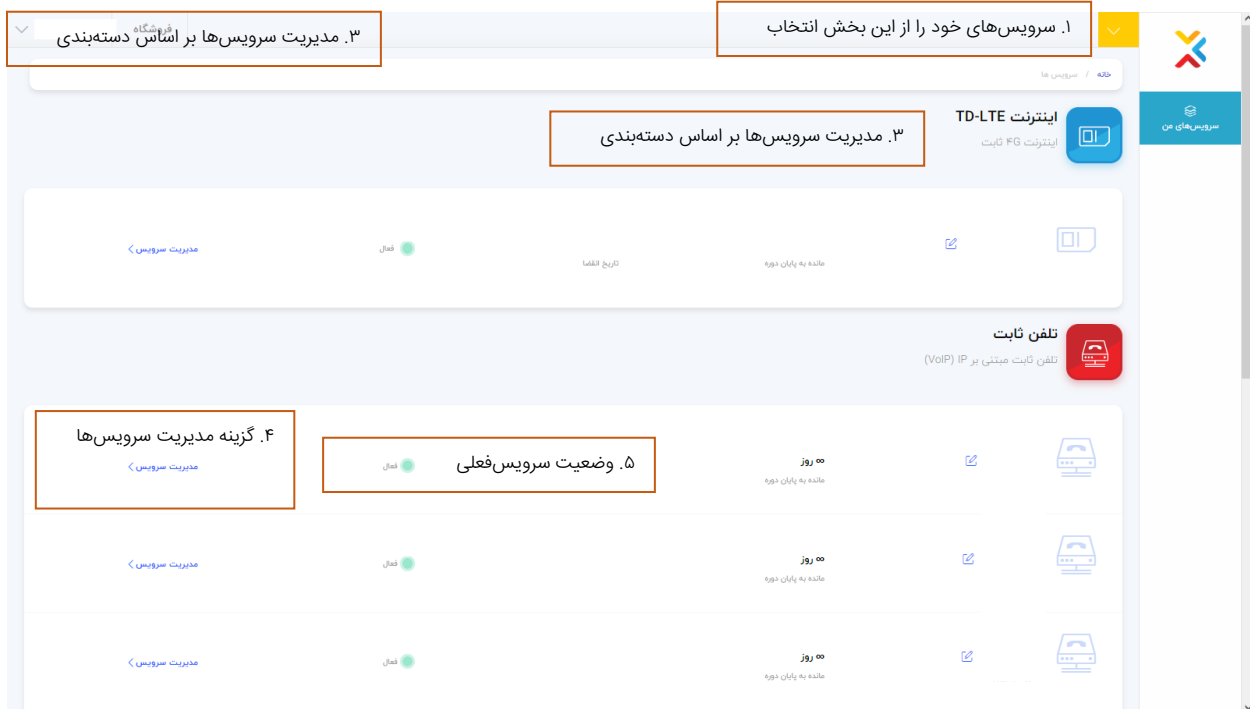 ۱. سرویس‌های خود را از این بخش انتخاب
فروشگاه
۳. مدیریت سرویس‌ها بر اساس دسته‌بندی
سرویس‌های من
خانه / سرویس ها
اینترنت TD-LTE
اینترنت ۴G ثابت
۳. مدیریت سرویس‌ها بر اساس دسته‌بندی
مانده به پایان دوره
تاریخ انقضا
فعال
مدیریت سرویس
تلفن ثابت
تلفن ثابت مبتنی بر IP (VoIP)
۴. گزینه مدیریت سرویس‌ها
۵. وضعیت سرویس‌فعلی
∞ روز
مانده به پایان دوره
فعال
مدیریت سرویس
∞ روز
مانده به پایان دوره
فعال
مدیریت سرویس
∞ روز
مانده به پایان دوره
فعال
مدیریت سرویس